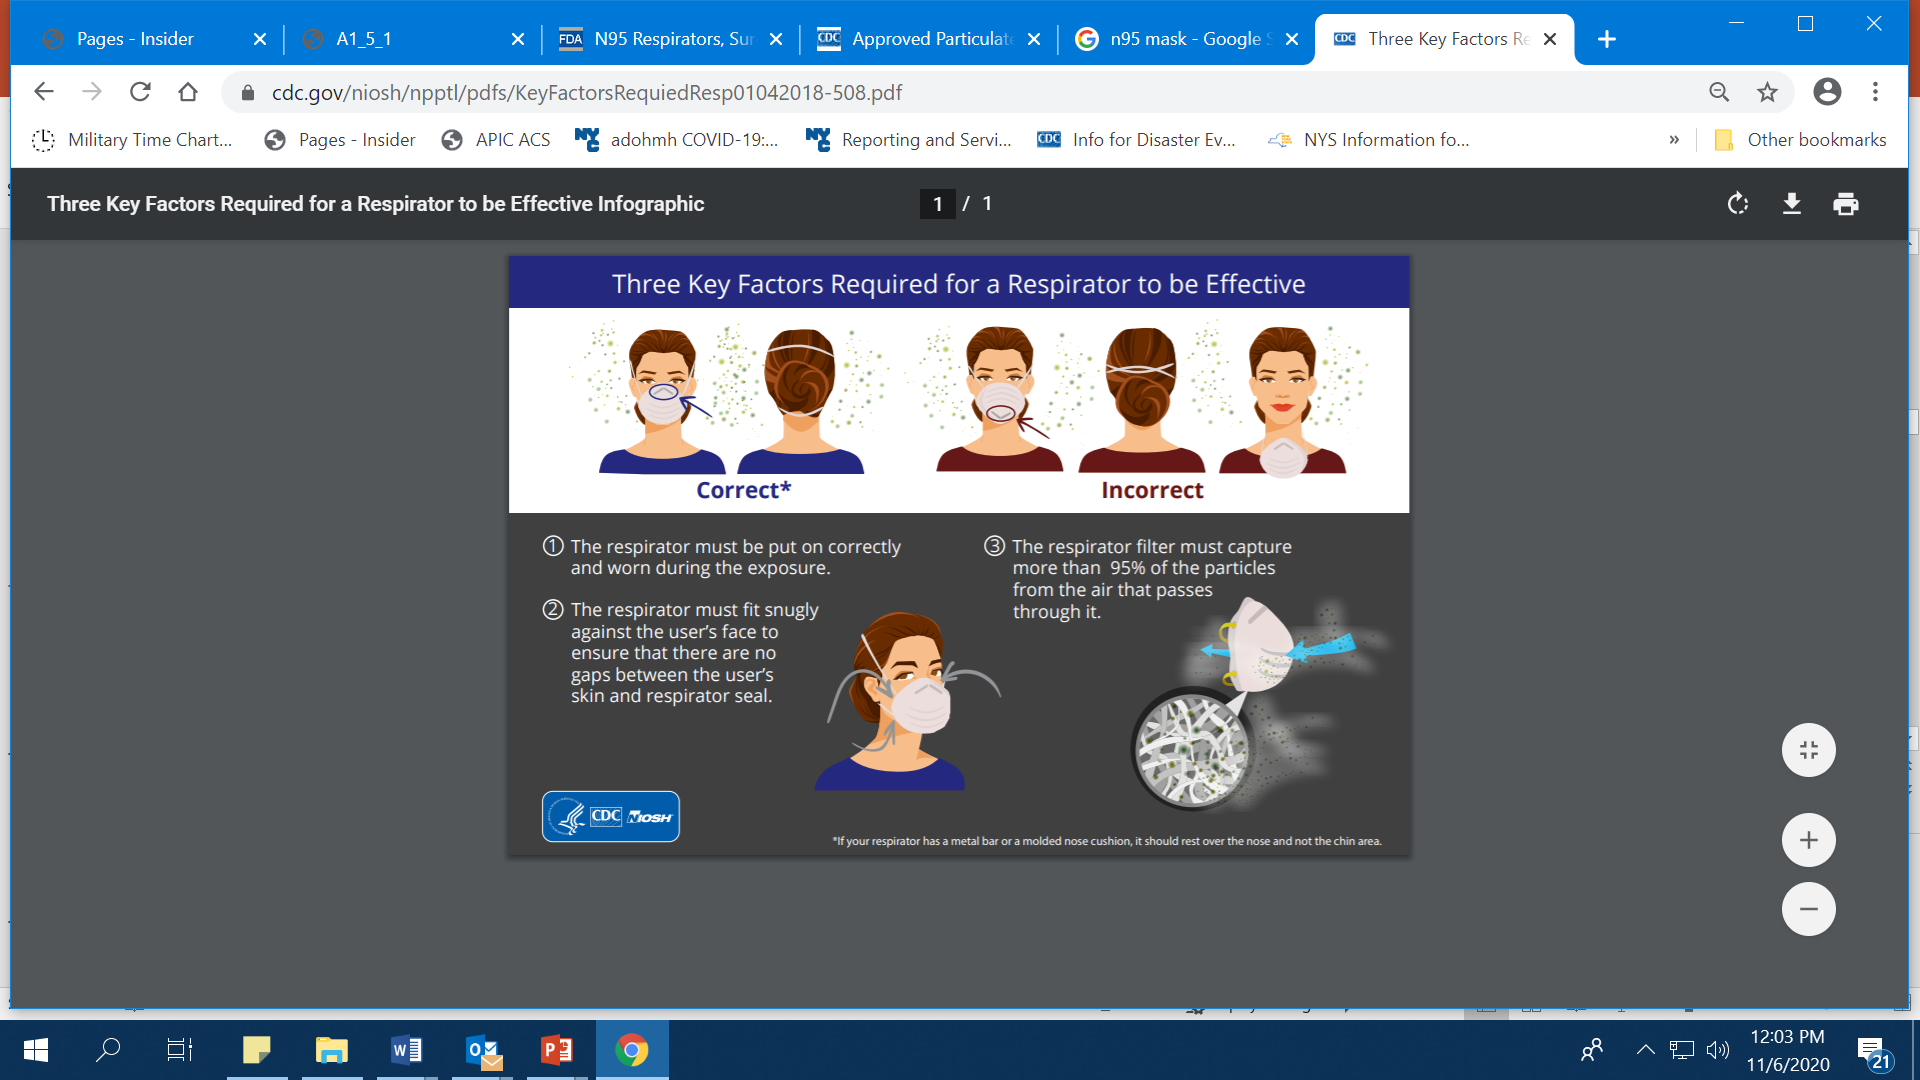 Pages - Insider
A1_5_1
FDA
N95 Respirators, Sur
CDC
Approved Particulate
n95 mask - Google S
CDC
Three Key Factors Re
cdc.gov/niosh/npptl/pdfs/KeyFactorsRequiedResp01042018-508.pdf
Military Time Chart...
Pages - Insider
APIC ACS
NYC
adohmh COVID-19:...
NYC
Reporting and Servi...
CDC
Info for Disaster Ev...
NYS Information fo...
»
Other bookmarks
Three Key Factors Required for a Respirator to be Effective Infographic
1 / 1
Three Key Factors Required for a Respirator to be Effective
Correct*
Incorrect
① The respirator must be put on correctly
and worn during the exposure.
② The respirator must fit snugly
against the user's face to
ensure that there are no
gaps between the user's
skin and respirator seal.
③ The respirator filter must capture
more than 95% of the particles
from the air that passes
through it.
CDC NIOSH
*If your respirator has a metal bar or a molded nose cushion, it should rest over the nose and not the chin area.
12:03 PM
11/6/2020
21